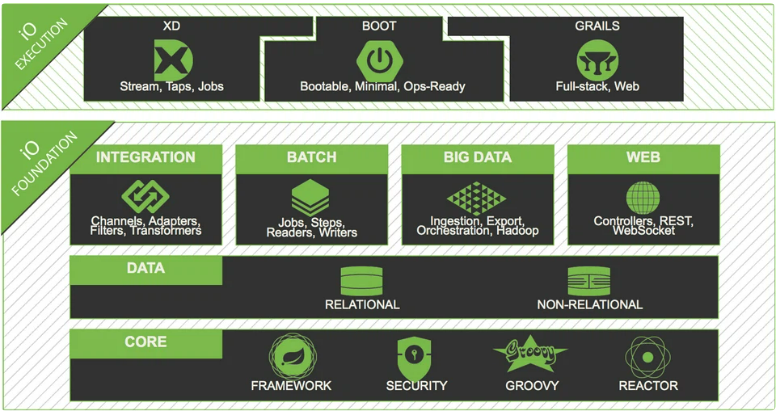 iO
EXECUTION
XD
Stream, Taps, Jobs
BOOT
Bootable, Minimal, Ops-Ready
GRAILS
Full-stack, Web
iO
FOUNDATION
INTEGRATION
Channels, Adapters,
Filters, Transformers
BATCH
Jobs, Steps,
Readers, Writers
BIG DATA
Ingestion, Export,
Orchestration, Hadoop
WEB
Controllers, REST,
WebSocket
DATA
RELATIONAL
NON-RELATIONAL
CORE
FRAMEWORK
SECURITY
Groovy
GROOVY
REACTOR